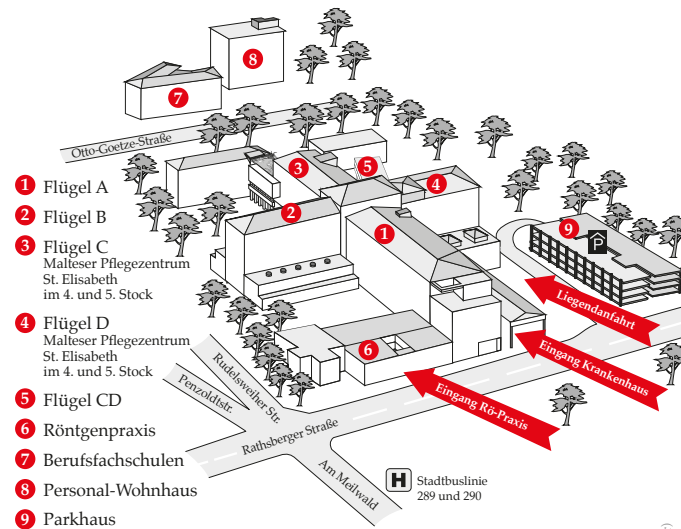 8
7
Otto-Goetze-Straße
3
5
4
2
1
9
P
6
1 Flügel A
2 Flügel B
3 Flügel C
Malteser Pflegezentrum
St. Elisabeth
im 4. und 5. Stock
4 Flügel D
Malteser Pflegezentrum
St. Elisabeth
im 4. und 5. Stock
5 Flügel CD
6 Röntgenpraxis
7 Berufsfachschulen
8 Personal-Wohnhaus
9 Parkhaus
Liegendanfahrt
Eingang Krankenhaus
Eingang Rö-Praxis
Rudelsweiher Str.
Penzoldtstr.
Rathsberger Straße
Am Meilwald
H Stadtbuslinie
289 und 290